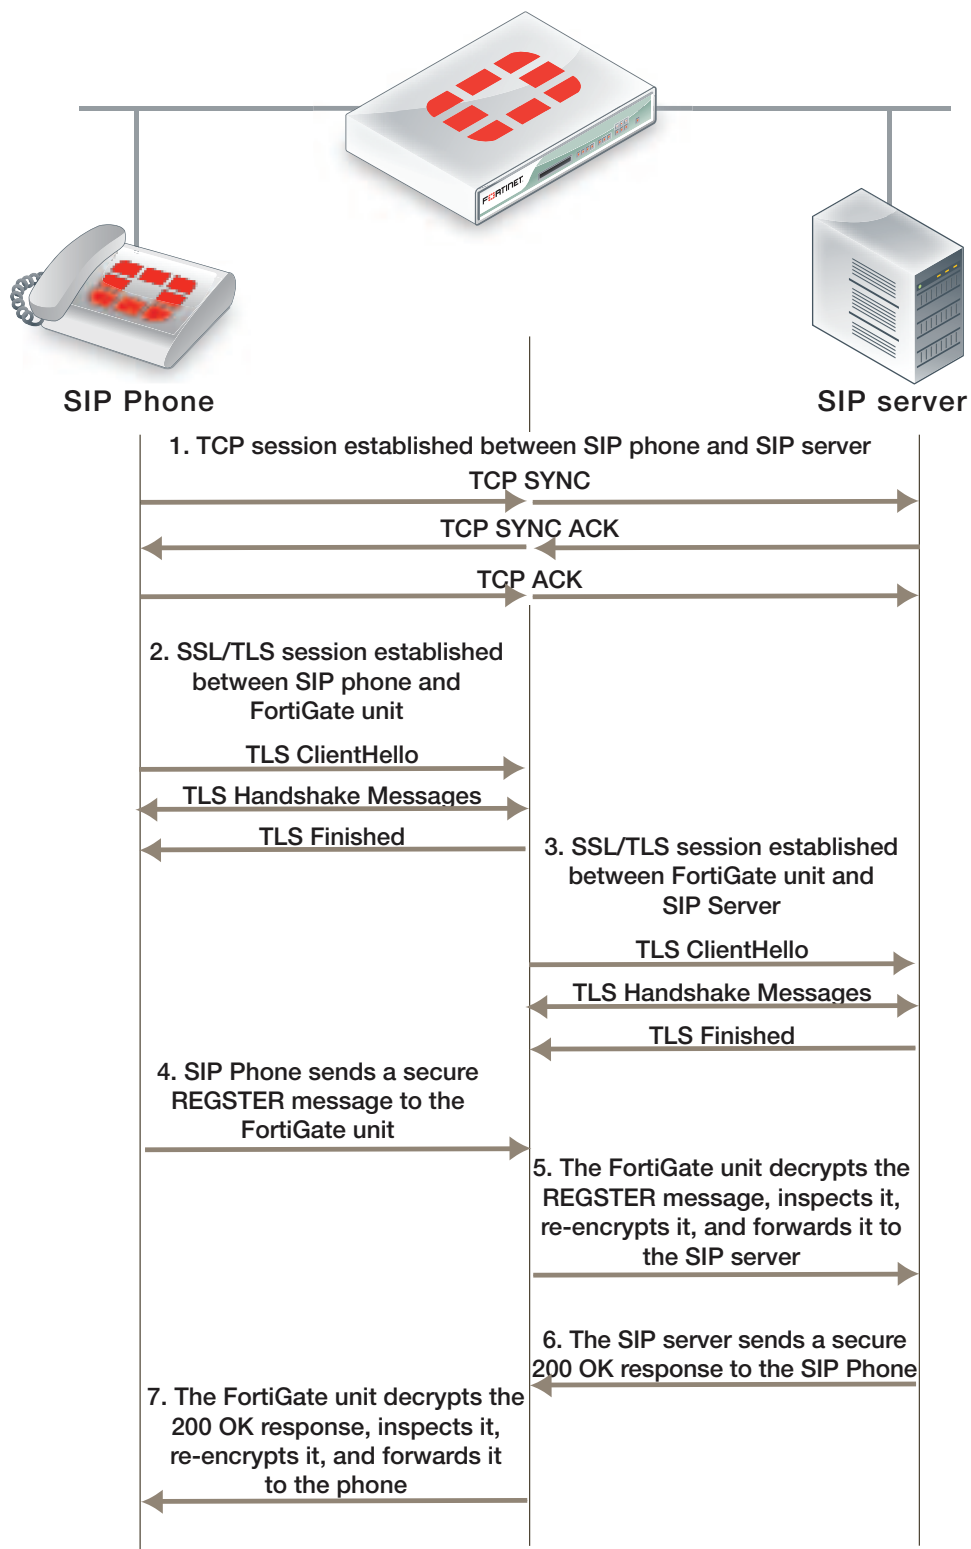 FORTINET
SIP Phone
SIP server
1. TCP session established between SIP phone and SIP server
TCP SYNC
TCP SYNC ACK
TCP ACK
2. SSL/TLS session established
between SIP phone and
FortiGate unit
TLS ClientHello
TLS Handshake Messages
TLS Finished
3. SSL/TLS session established
between FortiGate unit and
SIP Server
TLS ClientHello
TLS Handshake Messages
TLS Finished
4. SIP Phone sends a secure
REGSTER message to the
FortiGate unit
5. The FortiGate unit decrypts the
REGSTER message, inspects it,
re-encrypts it, and forwards it to
the SIP server
6. The SIP server sends a secure
200 OK response to the SIP Phone
7. The FortiGate unit decrypts the
200 OK response, inspects it,
re-encrypts it, and forwards it
to the phone